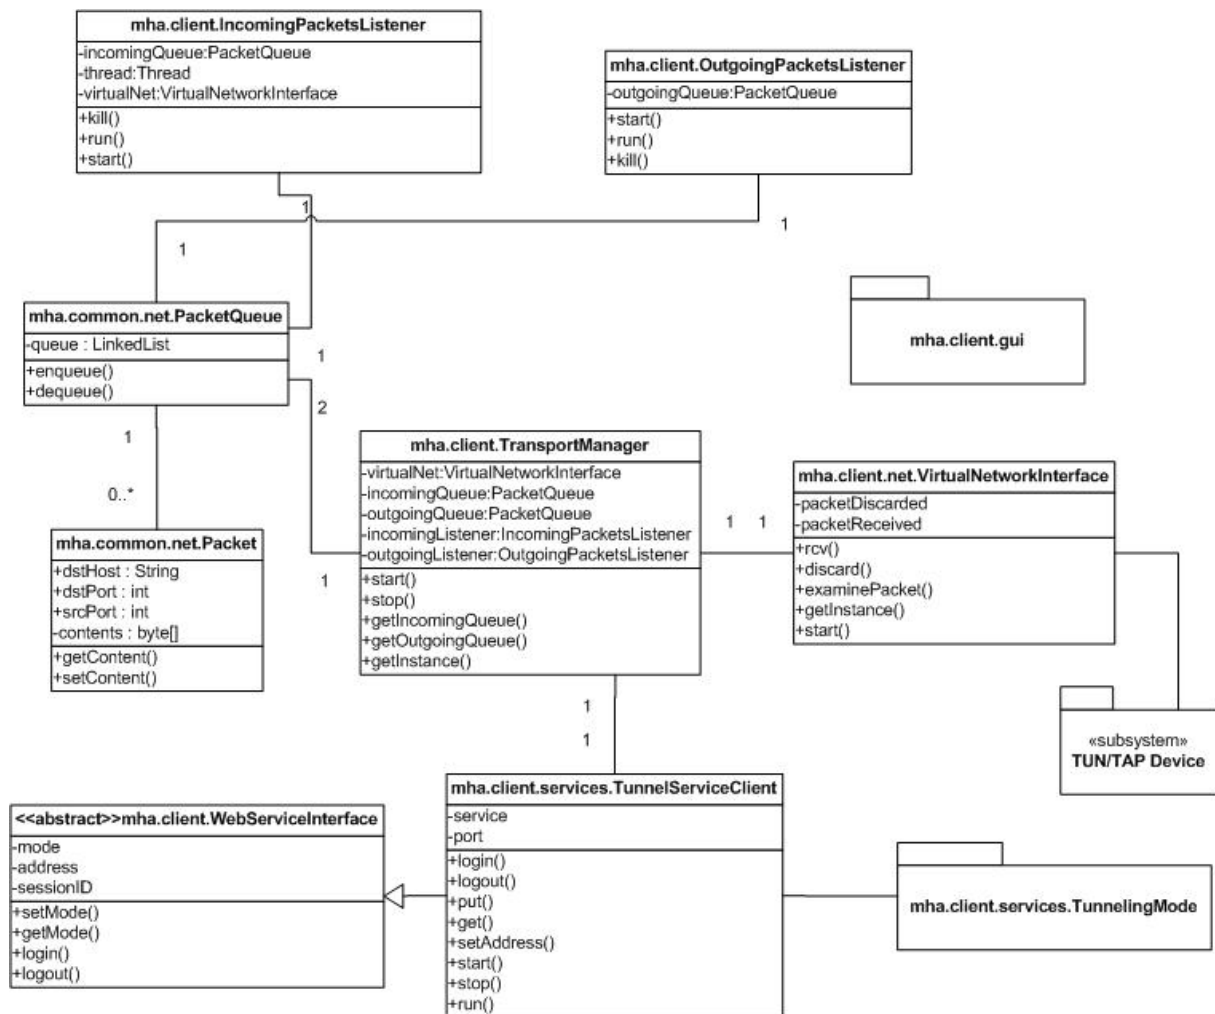 mha.client.IncomingPacketsListener
-incomingQueue:PacketQueue
-thread:Thread
-virtualNet:VirtualNetworkInterface
+kill()
+run()
+start()
mha.client.OutgoingPacketsListener
-outgoingQueue:PacketQueue
+start()
+run()
+kill()
1
1
1
mha.common.net.PacketQueue
-queue : LinkedList
+enqueue()
+dequeue()
1
2
mha.client.gui
1
0..*
mha.common.net.Packet
+dstHost : String
+dstPort : int
+srcPort : int
-contents : byte[]
+getContent()
+setContent()
mha.client.TransportManager
-virtualNet:VirtualNetworkInterface
-incomingQueue:PacketQueue
-outgoingQueue:PacketQueue
-incomingListener:IncomingPacketsListener
-outgoingListener:OutgoingPacketsListener
+start()
+stop()
+getIncomingQueue()
+getOutgoingQueue()
+getInstance()
1
1 1
mha.client.net.VirtualNetworkInterface
-packetDiscarded
-packetReceived
+rcv()
+discard()
+examinePacket()
+getInstance()
+start()
«subsystem»
TUN/TAP Device
1
1
<<abstract>>mha.client.WebServiceInterface
-mode
-address
-sessionID
+setMode()
+getMode()
+login()
+logout()
mha.client.services.TunnelServiceClient
-service
-port
+login()
+logout()
+put()
+get()
+setAddress()
+start()
+stop()
+run()
mha.client.services.TunnelingMode